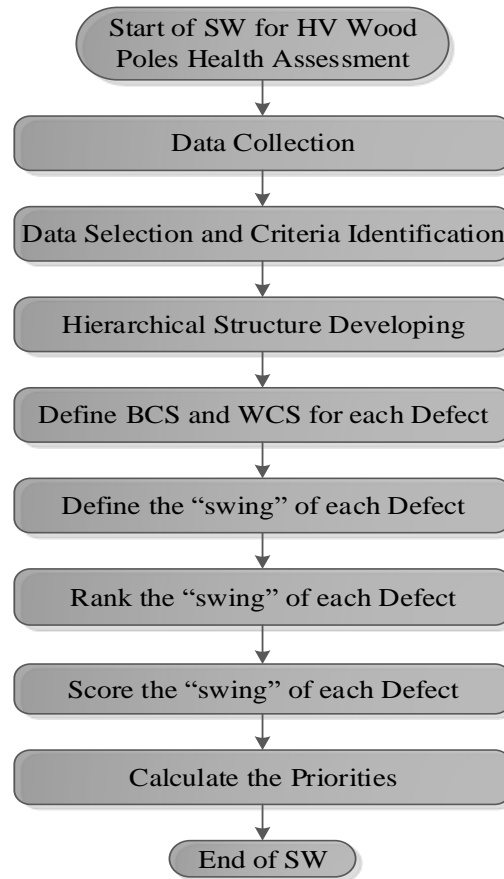 Start of SW for HV Wood
Poles Health Assessment
Data Collection
Data Selection and Criteria Identification
Hierarchical Structure Developing
Define BCS and WCS for each Defect
Define the “swing” of each Defect
Rank the “swing” of each Defect
Score the “swing” of each Defect
Calculate the Priorities
End of SW